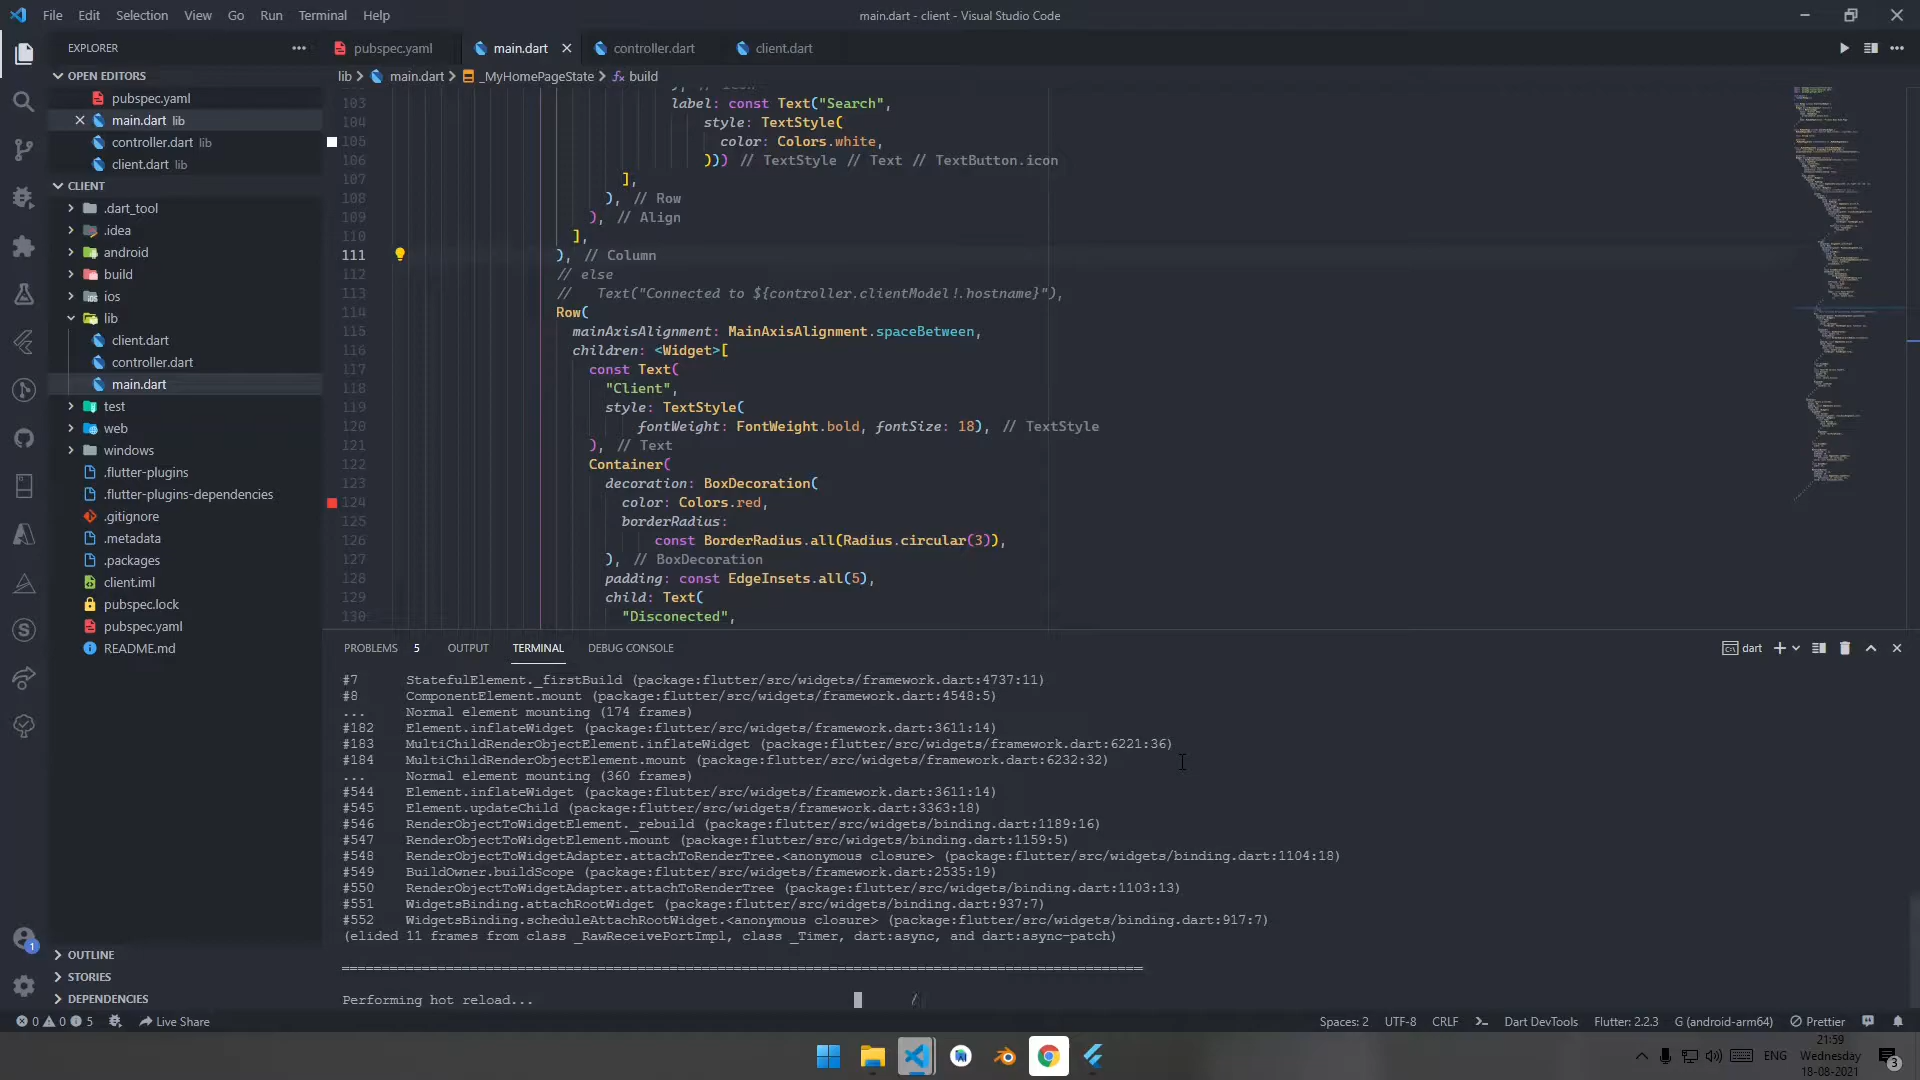 File Edit Selection View Go Run Terminal Help
main.dart - client - Visual Studio Code
EXPLORER
pubspec.yaml
main.dart
controller.dart
client.dart
OPEN EDITORS
lib
main.dart
_MyHomePageState
build
pubspec.yaml
main.dart lib
controller.dart lib
client.dart lib
CLIENT
.dart_tool
.idea
android
build
ios
lib
client.dart
controller.dart
main.dart
test
web
windows
.flutter-plugins
.flutter-plugins-dependencies
.gitignore
.metadata
.packages
client.iml
pubspec.lock
pubspec.yaml
README.md
OUTLINE
STORIES
DEPENDENCIES
103 label: const Text("Search",
104 style: TextStyle(
105 color: Colors.white,
106 ))) // TextStyle // Text // TextButton.icon
107 ],
108 ), // Row
109 ), // Align
110 ],
111 ), // Column
112 // else
113 //   Text("Connected to ${controller.clientModel!.hostname}"),
114 Row(
115 mainAxisAlignment: MainAxisAlignment.spaceBetween,
116 children: <Widget>[
117 const Text(
118 "Client",
119 style: TextStyle(
120 fontWeight: FontWeight.bold, fontSize: 18), // TextStyle
121 ), // Text
122 Container(
123 decoration: BoxDecoration(
124 color: Colors.red,
125 borderRadius:
126 const BorderRadius.all(Radius.circular(3)),
127 ), // BoxDecoration
128 padding: const EdgeInsets.all(5),
129 child: Text(
130 "Disconected",
PROBLEMS 5 OUTPUT TERMINAL DEBUG CONSOLE
dart
#7 StatefulElement._firstBuild (package:flutter/src/widgets/framework.dart:4737:11)
#8 ComponentElement.mount (package:flutter/src/widgets/framework.dart:4548:5)
... Normal element mounting (174 frames)
#182 Element.inflateWidget (package:flutter/src/widgets/framework.dart:3611:14)
#183 MultiChildRenderObjectElement.inflateWidget (package:flutter/src/widgets/framework.dart:6221:36)
#184 MultiChildRenderObjectElement.mount (package:flutter/src/widgets/framework.dart:6232:32)
... Normal element mounting (360 frames)
#544 Element.inflateWidget (package:flutter/src/widgets/framework.dart:3611:14)
#545 Element.updateChild (package:flutter/src/widgets/framework.dart:3363:18)
#546 RenderObjectToWidgetElement._rebuild (package:flutter/src/widgets/binding.dart:1189:16)
#547 RenderObjectToWidgetElement.mount (package:flutter/src/widgets/binding.dart:1159:5)
#548 RenderObjectToWidgetAdapter.attachToRenderTree.<anonymous closure> (package:flutter/src/widgets/binding.dart:1104:18)
#549 BuildOwner.buildScope (package:flutter/src/widgets/framework.dart:2535:19)
#550 RenderObjectToWidgetAdapter.attachToRenderTree (package:flutter/src/widgets/binding.dart:1103:13)
#551 WidgetsBinding.attachRootWidget (package:flutter/src/widgets/binding.dart:937:7)
#552 WidgetsBinding.scheduleAttachRootWidget.<anonymous closure> (package:flutter/src/widgets/binding.dart:917:7)
(elided 11 frames from class _RawReceivePortImpl, class _Timer, dart:async, and dart:async-patch)
====================================================================================================
Performing hot reload...
0 0 5 Live Share
Spaces: 2 UTF-8 CRLF Dart DevTools Flutter: 2.2.3 G (android-arm64) Prettier
1
ENG
21:59
Wednesday
18-08-2021
3